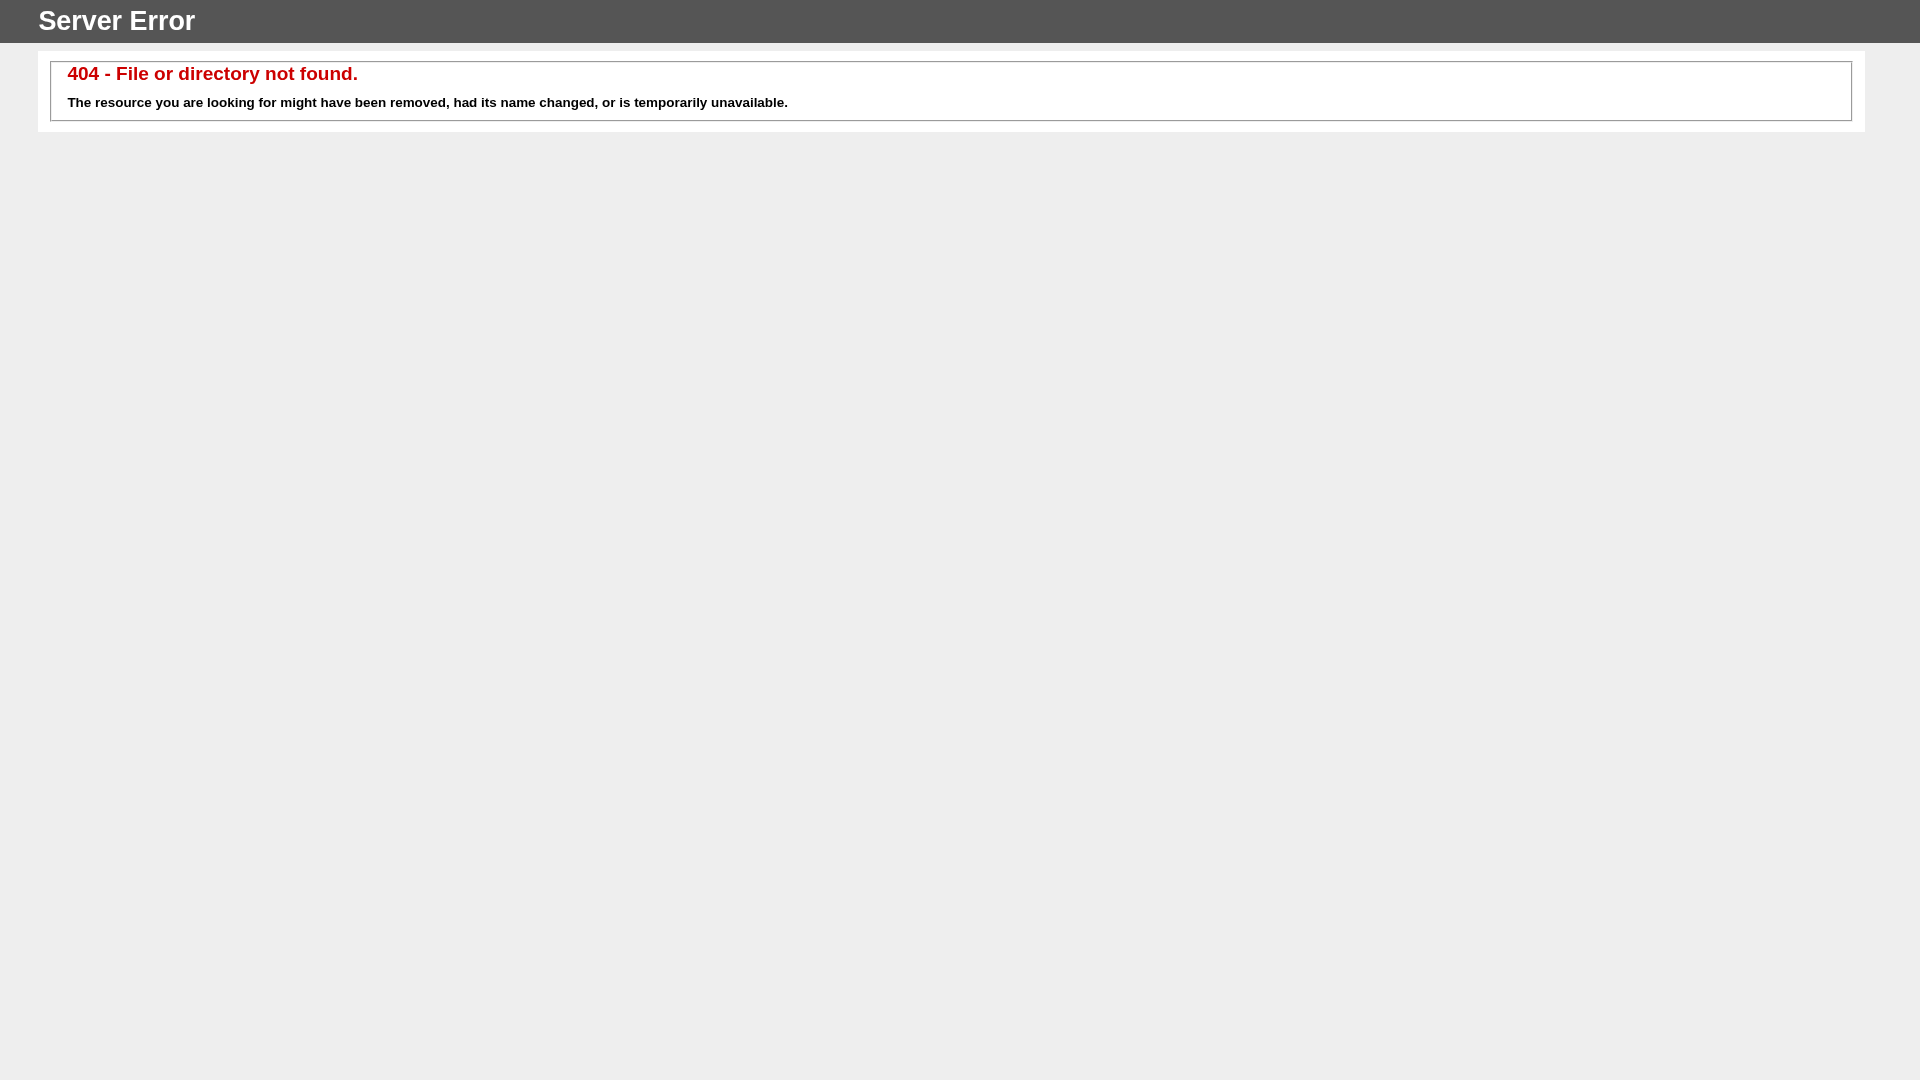 Server Error
404 - File or directory not found.
The resource you are looking for might have been removed, had its name changed, or is temporarily unavailable.